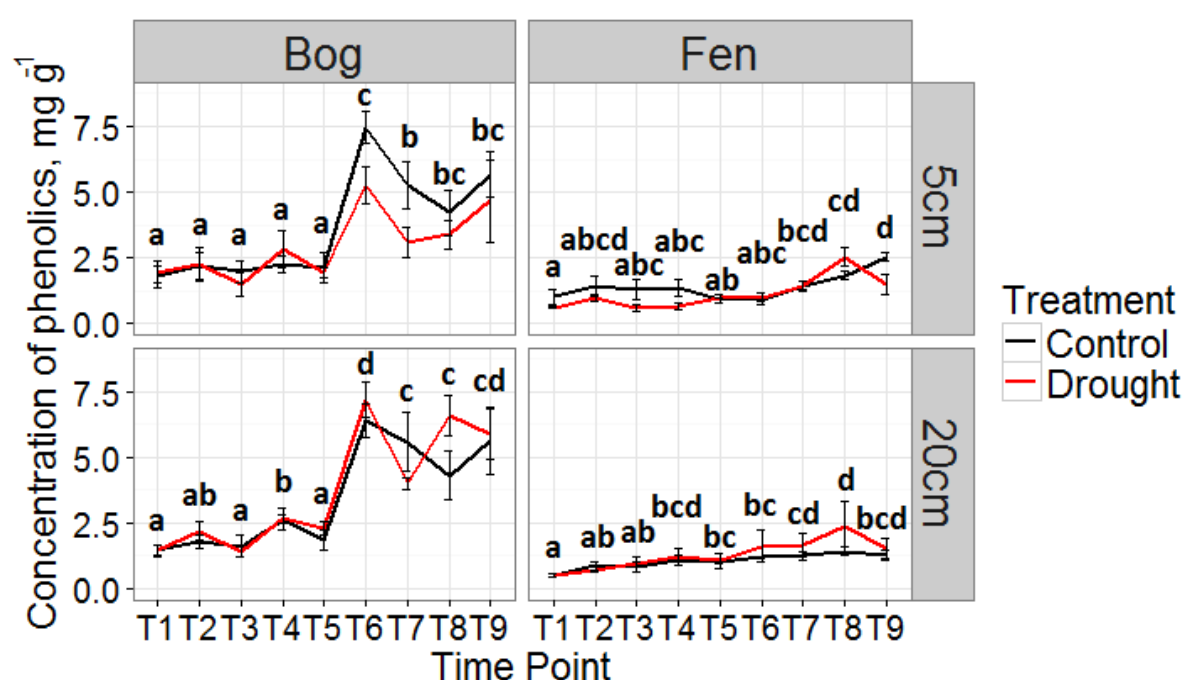 Bog
Fen
Concentration of phenolics, mg g-1
7.5
5.0
2.5
0.0
a a a a a c b bc bc
a abcd abc abc ab abc bcd cd d
5cm
7.5
5.0
2.5
0.0
a ab a b a d c c cd
a ab ab bcd bc bc cd d bcd
20cm
T1 T2 T3 T4 T5 T6 T7 T8 T9
T1 T2 T3 T4 T5 T6 T7 T8 T9
Time Point
Treatment
Control
Drought